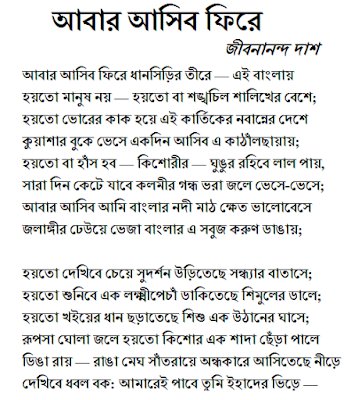 আবার আসিব ফিরে
জীবনানন্দ দাশ
আবার আসিব ফিরে ধানসিড়ির তীরে — এই বাংলায়
হয়তো মানুষ নয় — হয়তো বা শঙ্খচিল শালিখের বেশে;
হয়তো ভোরের কাক হয়ে এই কার্তিকের নবান্নের দেশে
কুয়াশার বুকে ভেসে একদিন আসিব এ কাঠাঁলছায়ায়;
হয়তো বা হাঁস হব — কিশোরীর — ঘুঙুর রহিবে লাল পায়,
সারা দিন কেটে যাবে কলমীর গন্ধ ভরা জলে ভেসে-ভেসে;
আবার আসিব আমি বাংলার নদী মাঠ ক্ষেত ভালোবেসে
জলাঙ্গীর ঢেউয়ে ভেজা বাংলার এ সবুজ করুণ ডাঙায়;
হয়তো দেখিবে চেয়ে সুদর্শন উড়িতেছে সন্ধ্যার বাতাসে;
হয়তো শুনিবে এক লক্ষ্মীপেচাঁ ডাকিতেছে শিমুলের ডালে;
হয়তো খইয়ের ধান ছড়াতেছে শিশু এক উঠানের ঘাসে;
রূপসা ঘোলা জলে হয়তো কিশোর এক শাদা ছেঁড়া পালে
ডিঙা রায় — রাঙা মেঘ সাঁতরায়ে অন্ধকারে আসিতেছে নীড়ে
দেখিবে ধবল বক: আমারেই পাবে তুমি ইহাদের ভিড়ে —